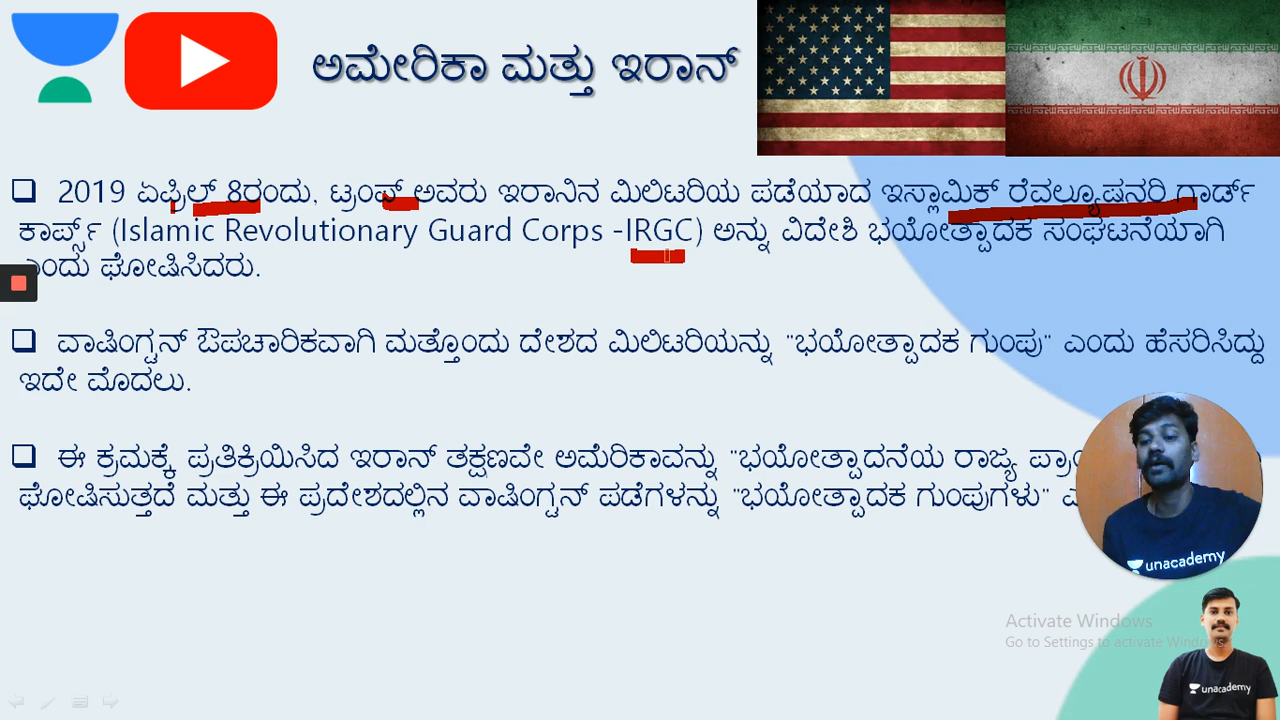 ಅಮೇರಿಕಾ ಮತ್ತು ಇರಾನ್
2019 ಏಪ್ರಿಲ್ 8ರಂದು, ಟ್ರಂಪ್ ಅವರು ಇರಾನಿನ ಮಿಲಿಟರಿಯ ಪಡೆಯಾದ ಇಸ್ಲಾಮಿಕ್ ರೆವಲ್ಯೂಷನರಿ ಗಾರ್ಡ್
ಕಾರ್ಪ್ಸ್ (Islamic Revolutionary Guard Corps -IRGC) ಅನ್ನು ವಿದೇಶಿ ಭಯೋತ್ಪಾದಕ ಸಂಘಟನೆಯಾಗಿ
ಎಂದು ಘೋಷಿಸಿದರು.
ವಾಷಿಂಗ್ಟನ್ ಔಪಚಾರಿಕವಾಗಿ ಮತ್ತೊಂದು ದೇಶದ ಮಿಲಿಟರಿಯನ್ನು "ಭಯೋತ್ಪಾದಕ ಗುಂಪು" ಎಂದು ಹೆಸರಿಸಿದ್ದು
ಇದೇ ಮೊದಲು.
ಈ ಕ್ರಮಕ್ಕೆ ಪ್ರತಿಕ್ರಿಯಿಸಿದ ಇರಾನ್ ತಕ್ಷಣವೇ ಅಮೆರಿಕಾವನ್ನು "ಭಯೋತ್ಪಾದನೆಯ ರಾಜ್ಯ
ಘೋಷಿಸುತ್ತದೆ ಮತ್ತು ಈ ಪ್ರದೇಶದಲ್ಲಿನ ವಾಷಿಂಗ್ಟನ್ ಪಡೆಗಳನ್ನು "ಭಯೋತ್ಪಾದಕ ಗುಂಪುಗಳು"
unacademy
Activate Windows
Go to Settings to activate Windows
unacademy